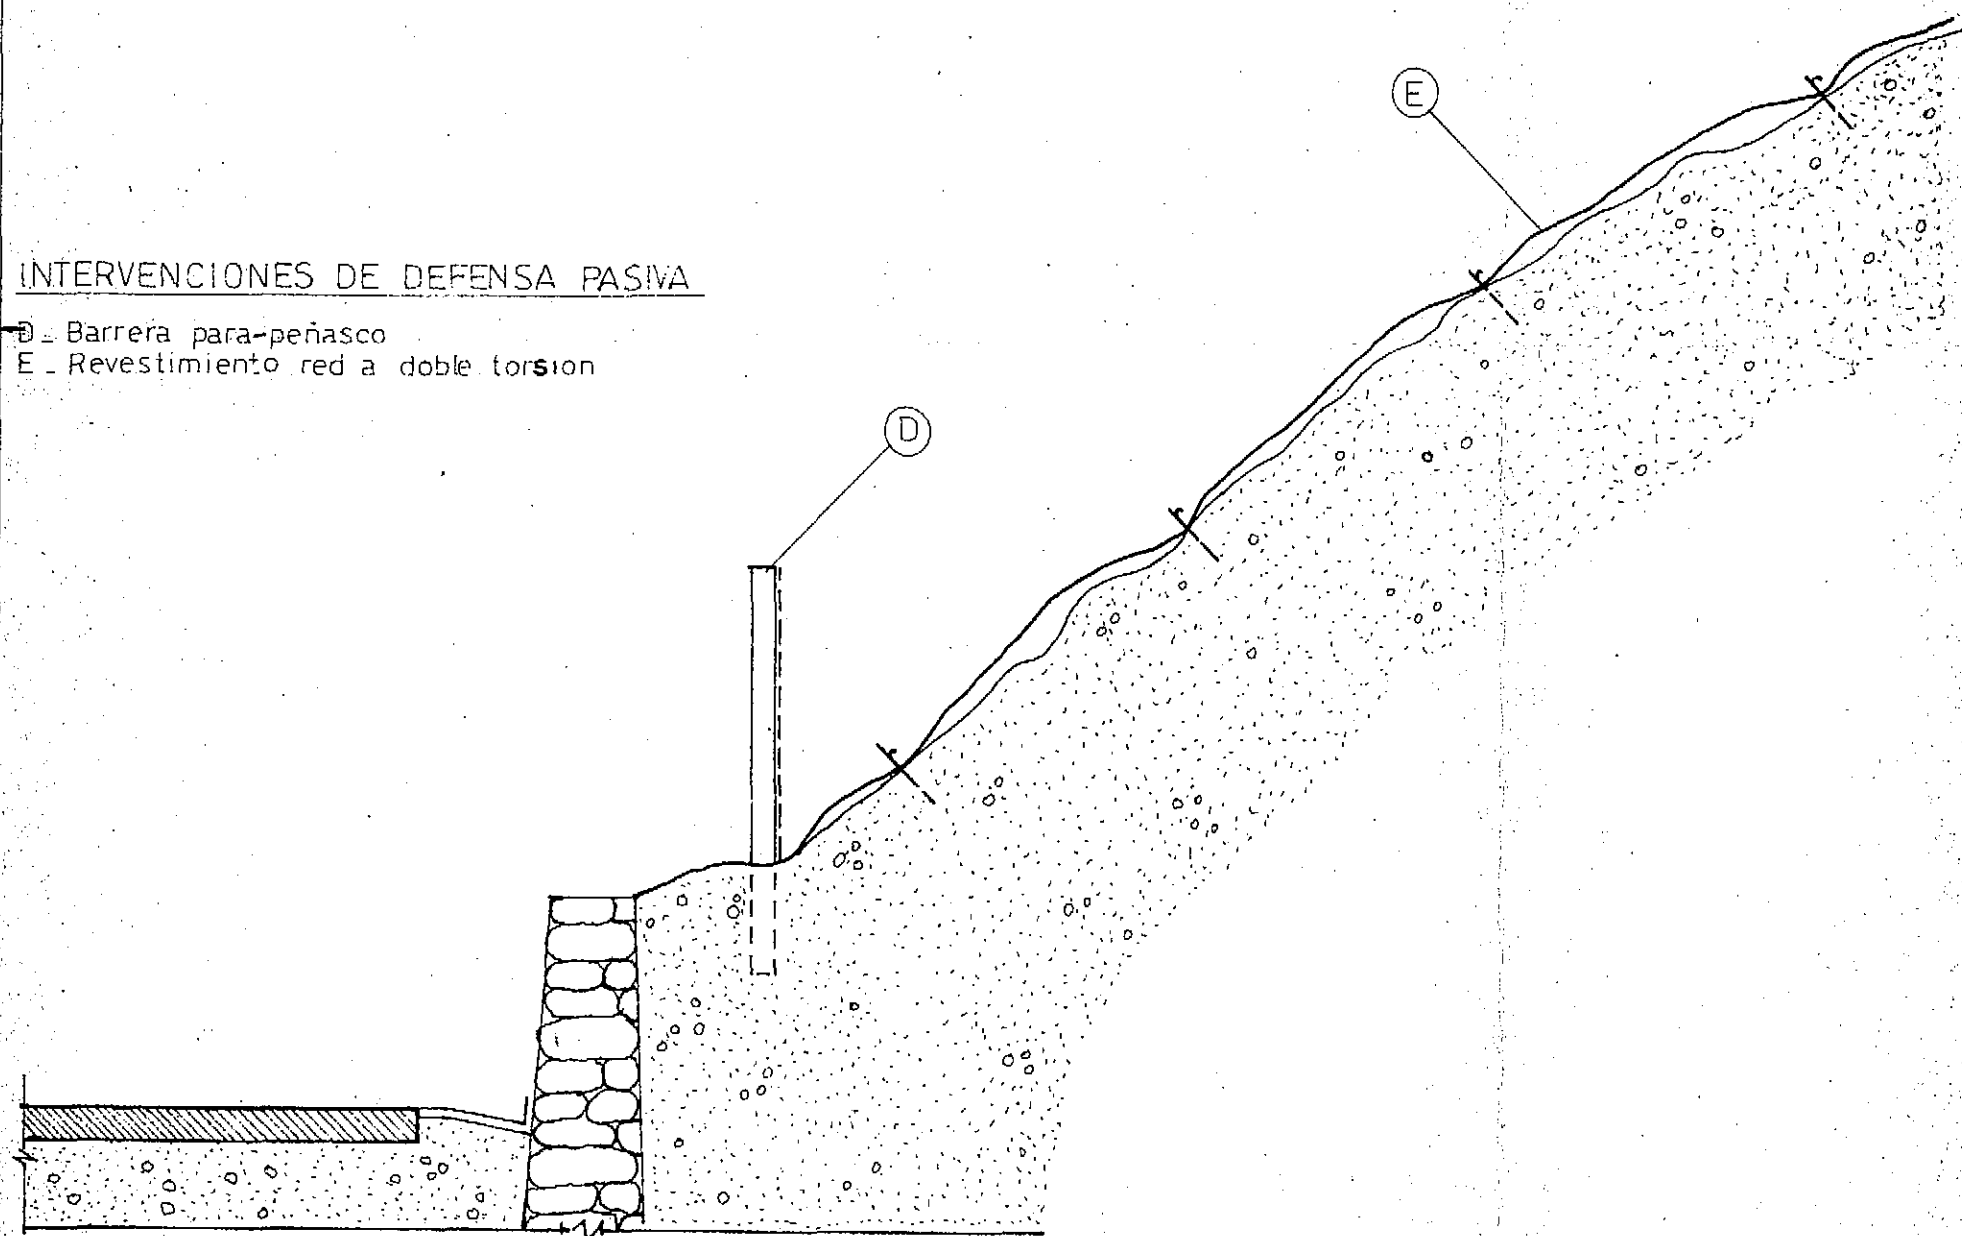 INTERVENCIONES DE DEFENSA PASIVA
D_ Barrera para-peñasco
E_ Revestimiento red a doble torsion
E
D